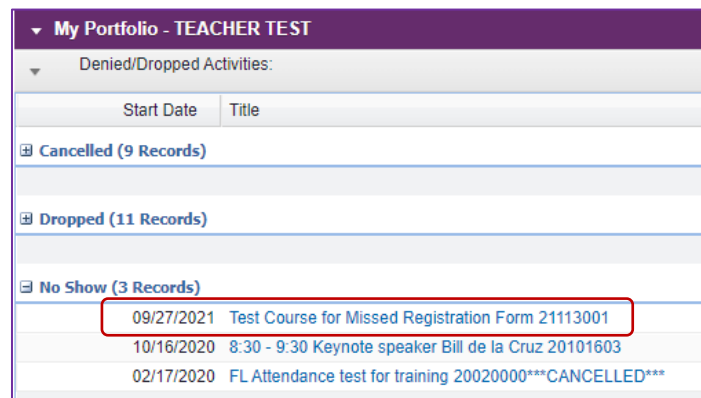 My Portfolio - TEACHER TEST
Denied/Dropped Activities:
Start Date Title
Cancelled (9 Records)
Dropped (11 Records)
No Show (3 Records)
09/27/2021 Test Course for Missed Registration Form 21113001
10/16/2020 8:30 - 9:30 Keynote speaker Bill de la Cruz 20101603
02/17/2020 FL Attendance test for training 20020000***CANCELLED***